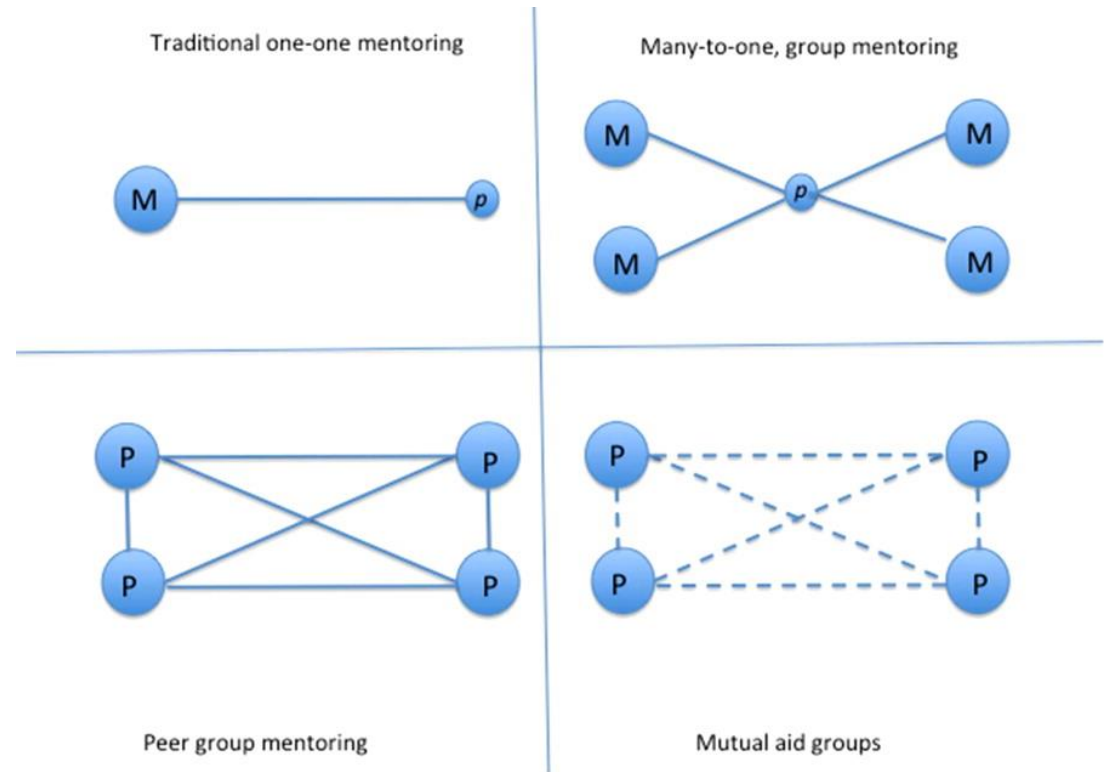 Traditional one-one mentoring
M
p
Many-to-one, group mentoring
M
M
p
M
M
P
P
P
P
Peer group mentoring
P
P
P
P
Mutual aid groups